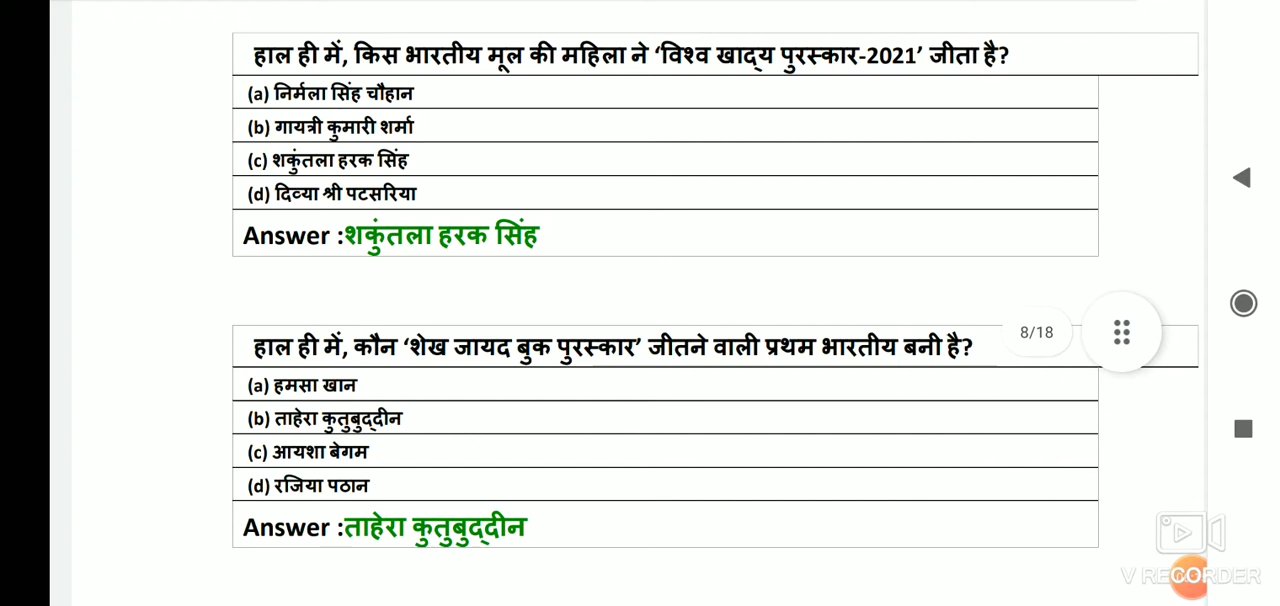 हाल ही में, किस भारतीय मूल की महिला ने ‘विश्व खाद्य पुरस्कार-2021’ जीता है?
(a) निर्मला सिंह चौहान
(b) गायत्री कुमारी शर्मा
(c) शकुंतला हरक सिंह
(d) दिव्या श्री पटसरिया
Answer :शकुंतला हरक सिंह
हाल ही में, कौन ‘शेख जायद बुक पुरस्कार’ जीतने वाली प्रथम भारतीय बनी है?
8/18
(a) हमसा खान
(b) ताहेरा कुतुबुद्दीन
(c) आयशा बेगम
(d) रजिया पठान
Answer :ताहेरा कुतुबुद्दीन
V RECORDER